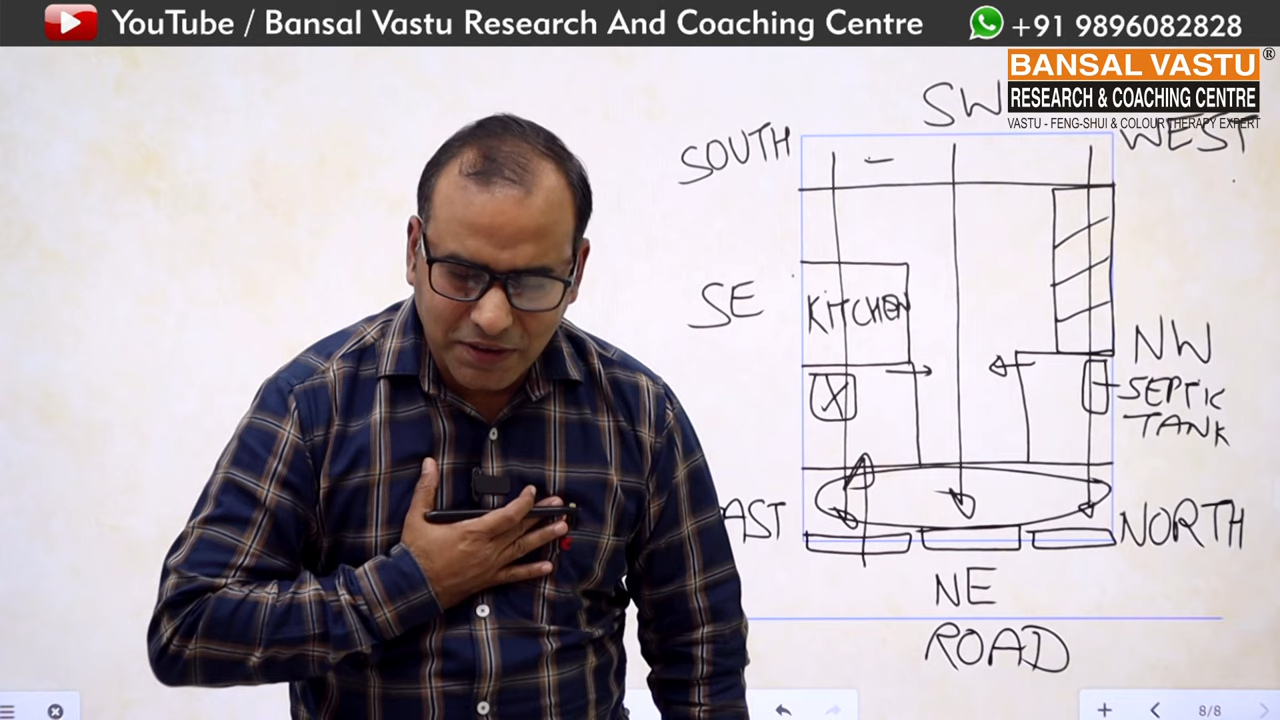 YouTube / Bansal Vastu Research And Coaching Centre
+91 9896082828
BANSAL VASTU®
RESEARCH & COACHING CENTRE
VASTU - FENG-SHUI & COLOUR THERAPY EXPERT
SW
SOUTH
WEST
SE
KITCHEN
NW
SEPTIC
TANK
X
AST
NORTH
NE
ROAD
8/8